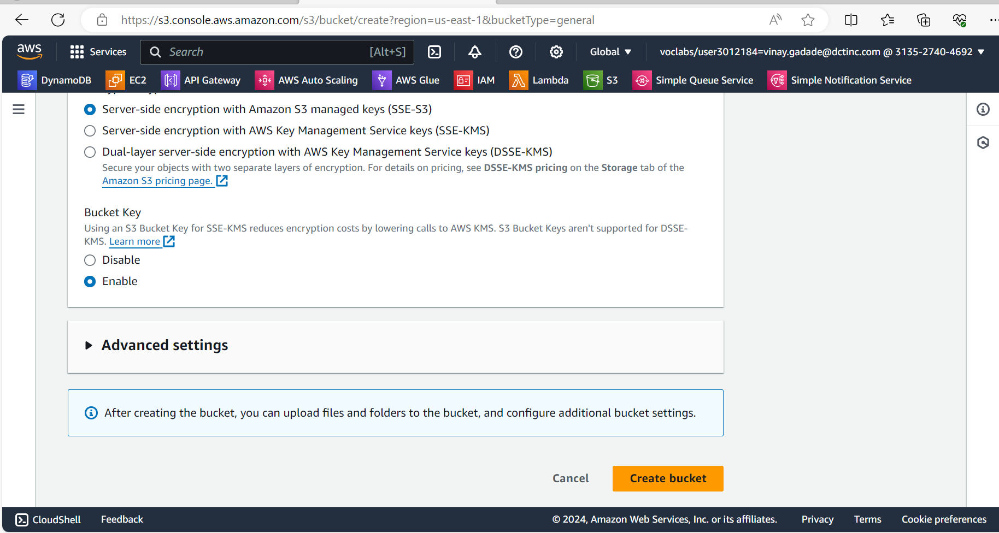 https://s3.console.aws.amazon.com/s3/bucket/create?region=us-east-1&bucketType=general
aws Services Search [Alt+S] Global voclabs/user3012184=vinay.gadade@dctinc.com @ 3135-2740-4692
DynamoDB EC2 API Gateway AWS Auto Scaling AWS Glue IAM Lambda S3 Simple Queue Service Simple Notification Service
Server-side encryption with Amazon S3 managed keys (SSE-S3)
Server-side encryption with AWS Key Management Service keys (SSE-KMS)
Dual-layer server-side encryption with AWS Key Management Service keys (DSSE-KMS)
Secure your objects with two separate layers of encryption. For details on pricing, see DSSE-KMS pricing on the Storage tab of the
Amazon S3 pricing page.
Bucket Key
Using an S3 Bucket Key for SSE-KMS reduces encryption costs by lowering calls to AWS KMS. S3 Bucket Keys aren't supported for DSSE-
KMS. Learn more
Disable
Enable
Advanced settings
After creating the bucket, you can upload files and folders to the bucket, and configure additional bucket settings.
Cancel Create bucket
CloudShell Feedback © 2024, Amazon Web Services, Inc. or its affiliates. Privacy Terms Cookie preferences